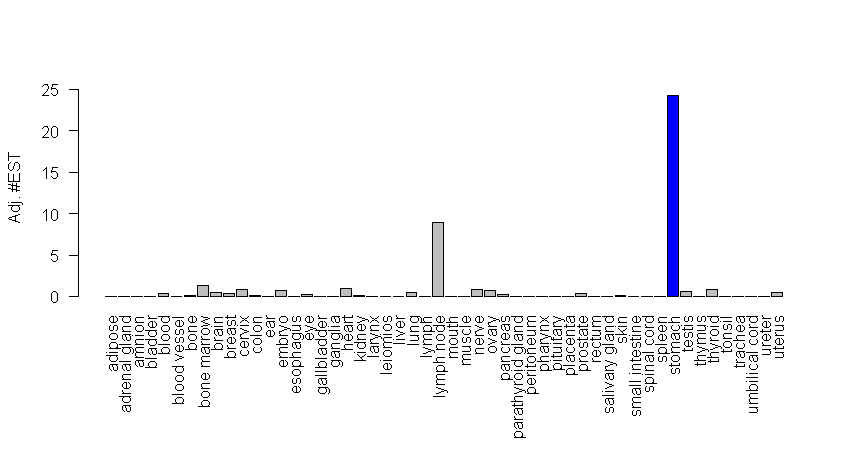 Adj. #EST
25
20
15
10
5
0
adipose
adrenal gland
amnion
bladder
blood
blood vessel
bone
bone marrow
brain
breast
cervix
colon
ear
embryo
esophagus
eye
gallbladder
ganglia
heart
kidney
larynx
leiomios
liver
lung
lymph
lymph node
mouth
muscle
nerve
ovary
pancreas
parathyroid gland
peritoneum
pharynx
pituitary
placenta
prostate
rectum
salivary gland
skin
small intestine
spinal cord
spleen
stomach
testis
thymus
thyroid
tonsil
trachea
umbilical cord
ureter
uterus